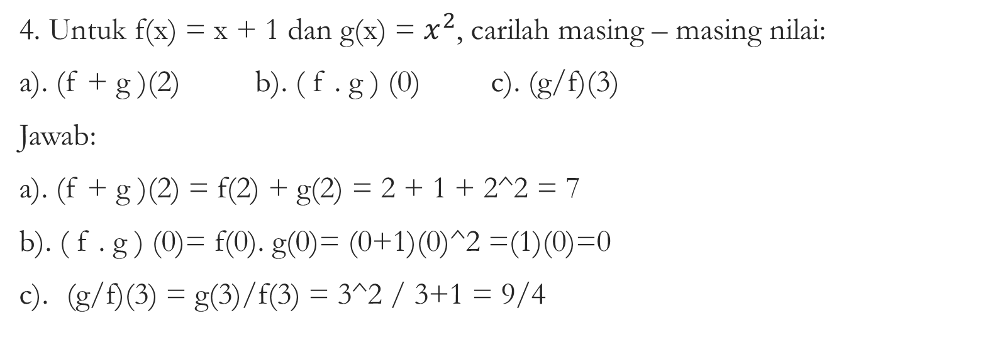 4. Untuk f(x) = x + 1 dan g(x) = x², carilah masing – masing nilai:
a). (f + g )(2) b). ( f . g ) (0) c). (g/f)(3)
Jawab:
a). (f + g )(2) = f(2) + g(2) = 2 + 1 + 2^2 = 7
b). ( f . g ) (0)= f(0). g(0)= (0+1)(0)^2 =(1)(0)=0
c). (g/f)(3) = g(3)/f(3) = 3^2 / 3+1 = 9/4